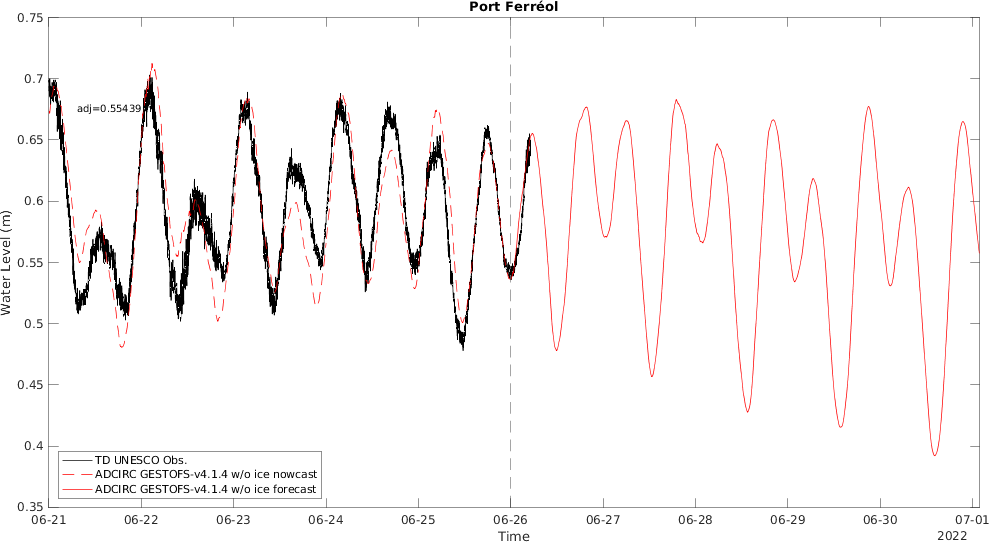 Port Ferréol
0.75
0.7
0.65
0.6
0.55
0.5
0.45
0.4
0.35
Water Level (m)
adj=0.55439
TD UNESCO Obs.
ADCIRC GESTOFS-v4.1.4 w/o ice nowcast
ADCIRC GESTOFS-v4.1.4 w/o ice forecast
06-21 06-22 06-23 06-24 06-25 06-26 06-27 06-28 06-29 06-30 07-01
Time
2022